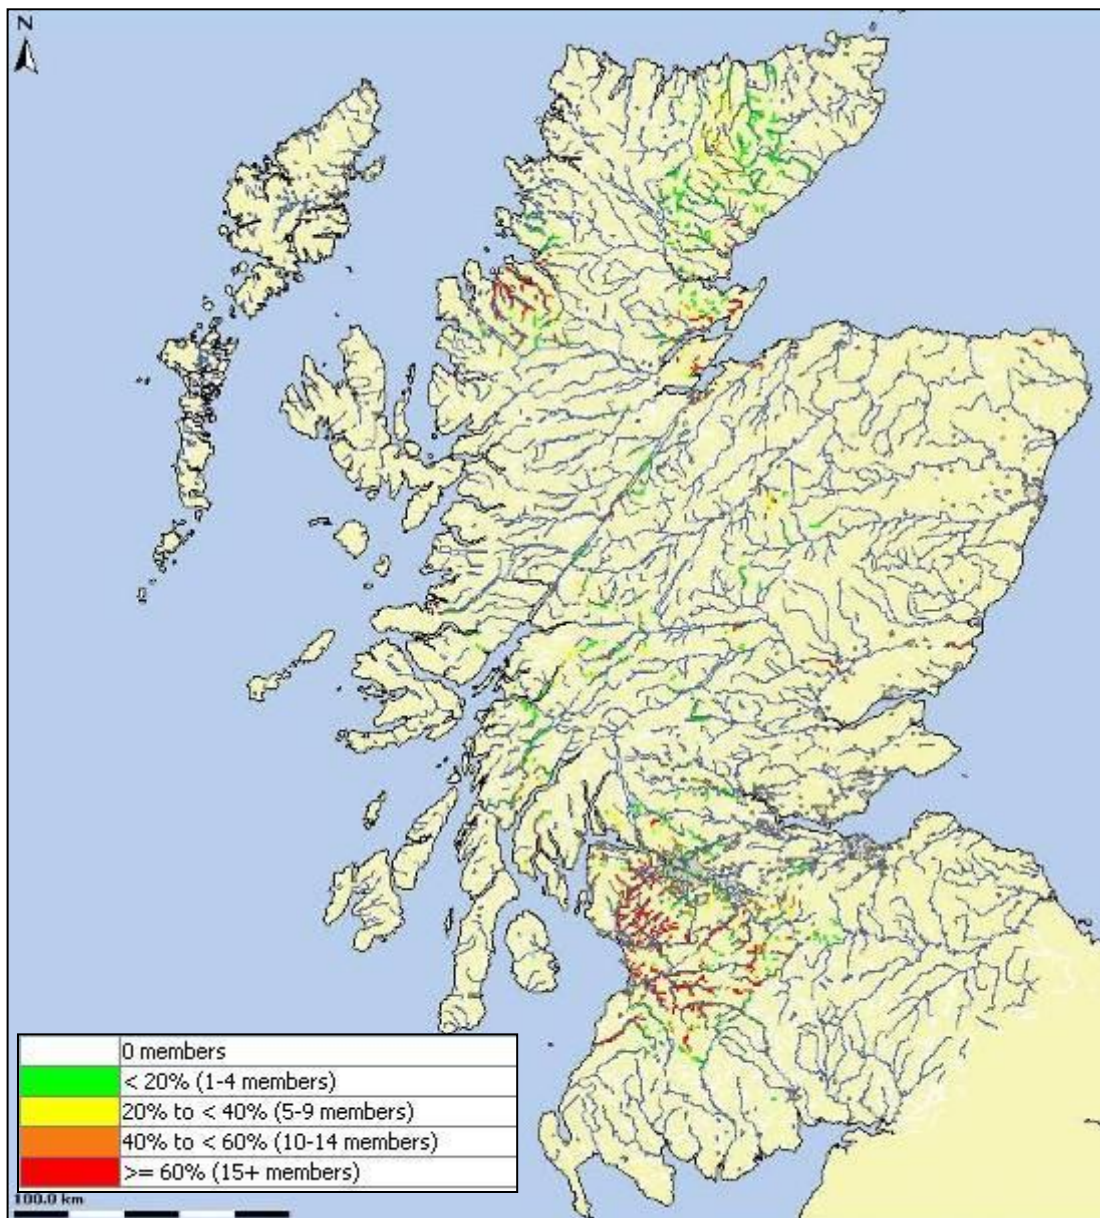 N
0 members
< 20% (1-4 members)
20% to < 40% (5-9 members)
40% to < 60% (10-14 members)
>= 60% (15+ members)
100.0 km